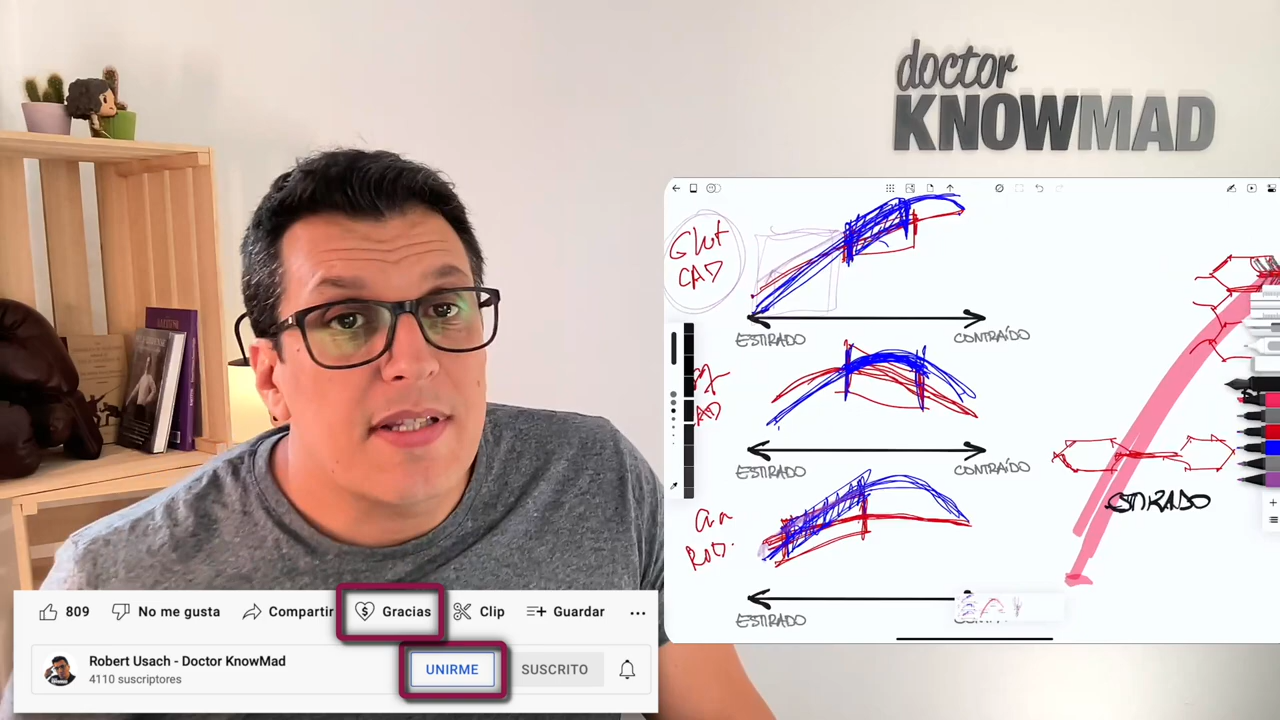 doctor
KNOWMAD
Glut
CAD
ESTIRADO
CONTRAÍDO
ESTIRADO
CONTRAÍDO
ROD.
ESTIRADO
ESTIRADO
809
No me gusta
Compartir
Gracias
Clip
Guardar
Robert Usach - Doctor KnowMad
4110 suscriptores
UNIRME
SUSCRITO